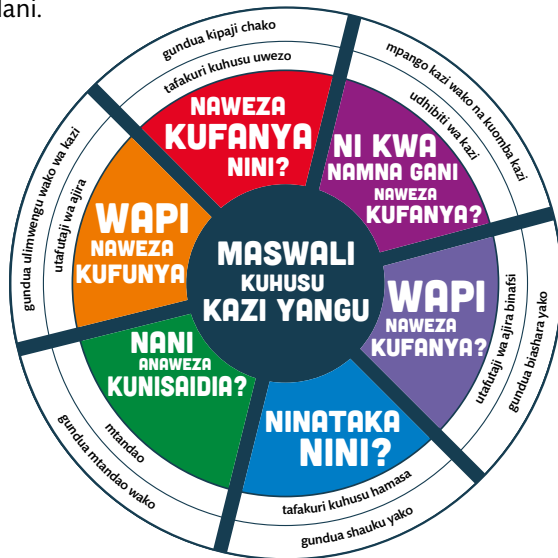 lani.
gundua kipaji chako
tafakuri kuhusu uwezo
NAWEZA
KUFANYA
NINI?
mpango kazi wako na kuomba kazi
udhibiti wa kazi
NI KWA
NAMNA GANI
NAWEZA
KUFANYA?
gundua biashara yako
utafutaji wa ajira binafsi
WAPI
NAWEZA
KUFANYA?
NINATAKA
NINI?
tafakuri kuhusu hamasa
gundua shauku yako
NANI
ANAWEZA
KUNISAIDIA?
mtandao
gundua mtandao wako
WAPI
NAWEZA
KUFUNYA
utafutaji wa ajira
gundua ulimwengu wako wa kazi
MASWALI
KUHUSU
KAZI YANGU